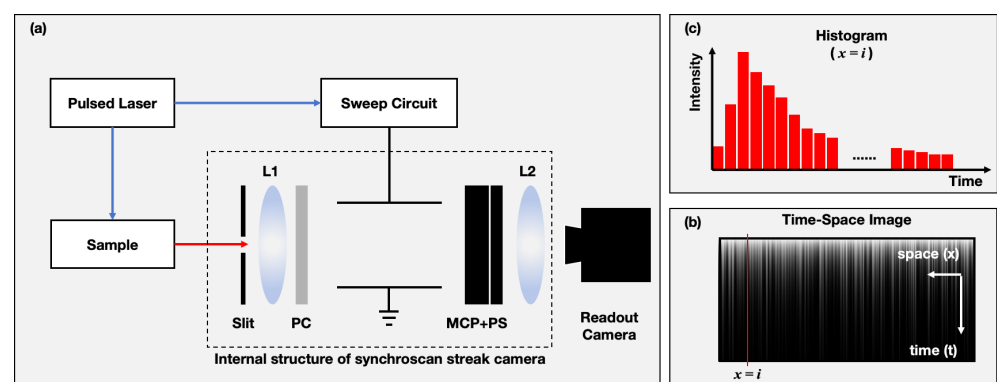 (a)
Pulsed Laser
Sweep Circuit
L1
L2
Sample
Slit
PC
MCP+PS
Readout
Camera
Internal structure of synchroscan streak camera
(c)
Histogram
( x = i )
Intensity
......
Time
(b)
Time-Space Image
space (x)
time (t)
x = i